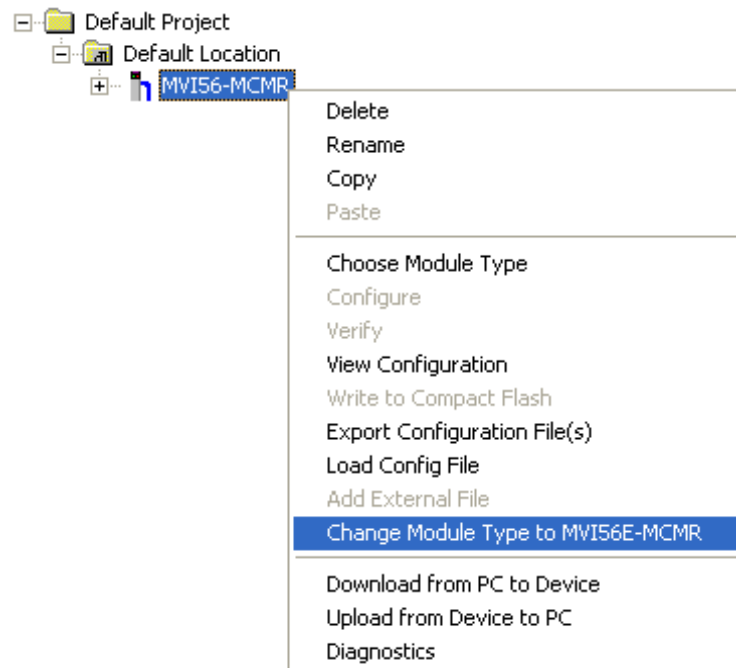 Default Project
Default Location
MVI56-MCMR
Delete
Rename
Copy
Paste
Choose Module Type
Configure
Verify
View Configuration
Write to Compact Flash
Export Configuration File(s)
Load Config File
Add External File
Change Module Type to MVI56E-MCMR
Download from PC to Device
Upload from Device to PC
Diagnostics